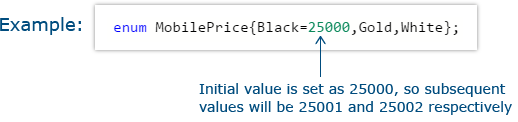 Example: enum MobilePrice{Black=25000,Gold,White};
Initial value is set as 25000, so subsequent
values will be 25001 and 25002 respectively